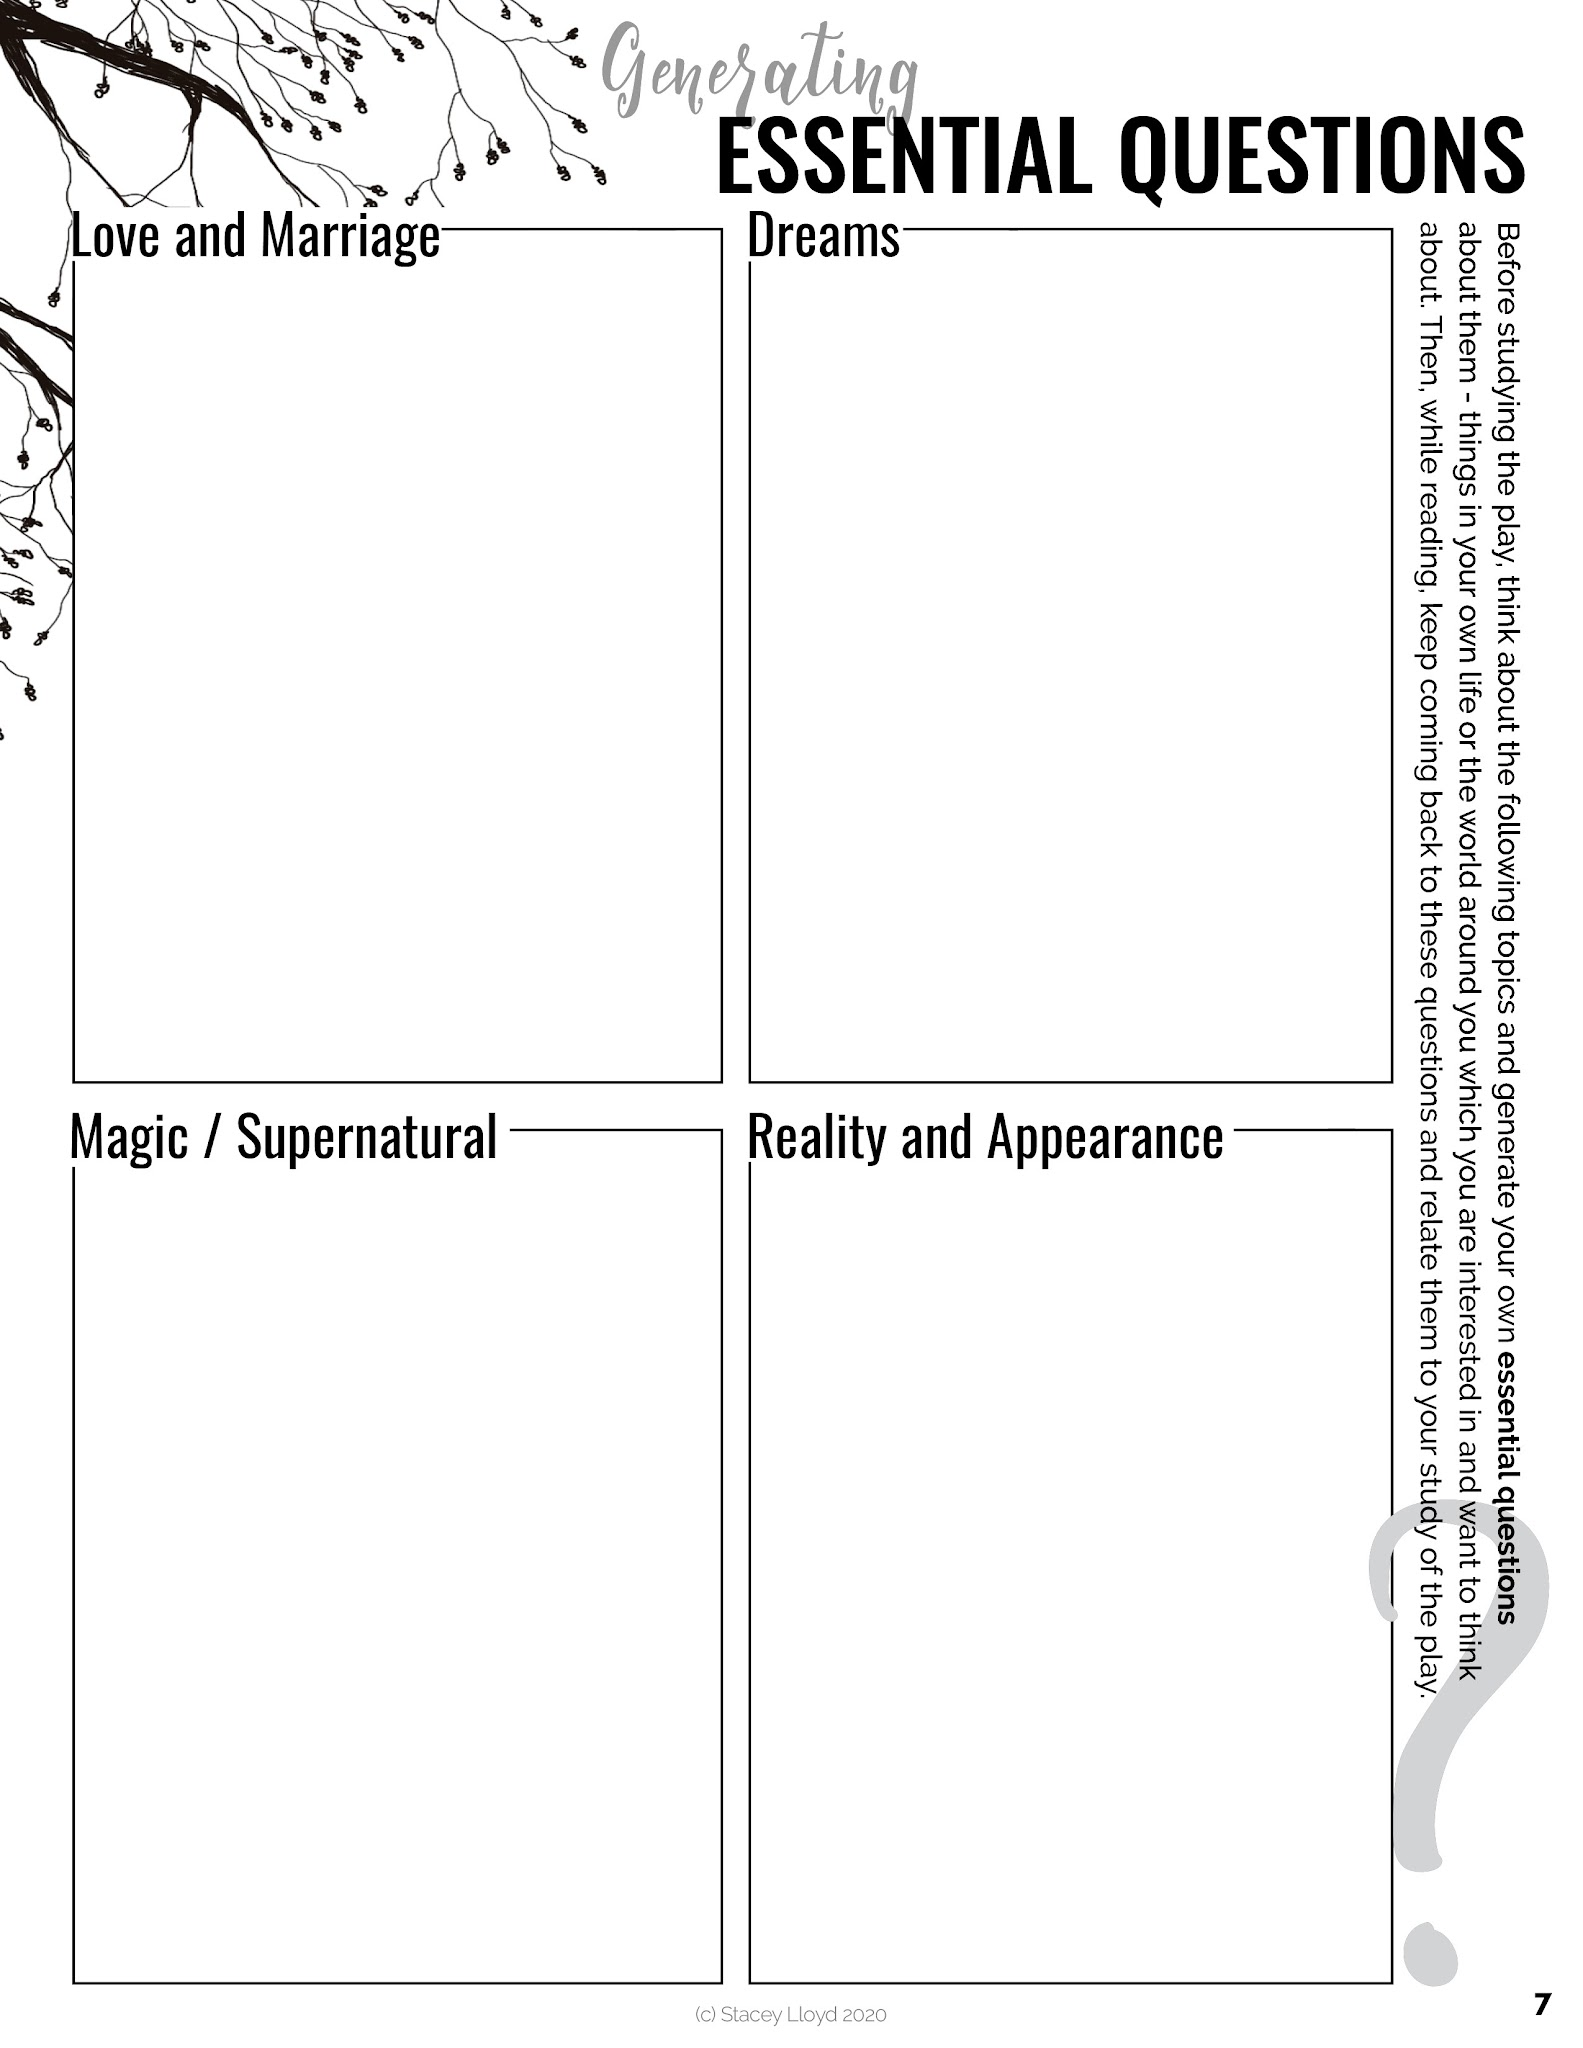 Generating
ESSENTIAL QUESTIONS
Before studying the play, think about the following topics and generate your own essential questions
about them - things in your own life or the world around you which you are interested in and want to think
about. Then, while reading, keep coming back to these questions and relate them to your study of the play.
Love and Marriage
Dreams
Magic / Supernatural
Reality and Appearance
(c) Stacey Lloyd 2020
7